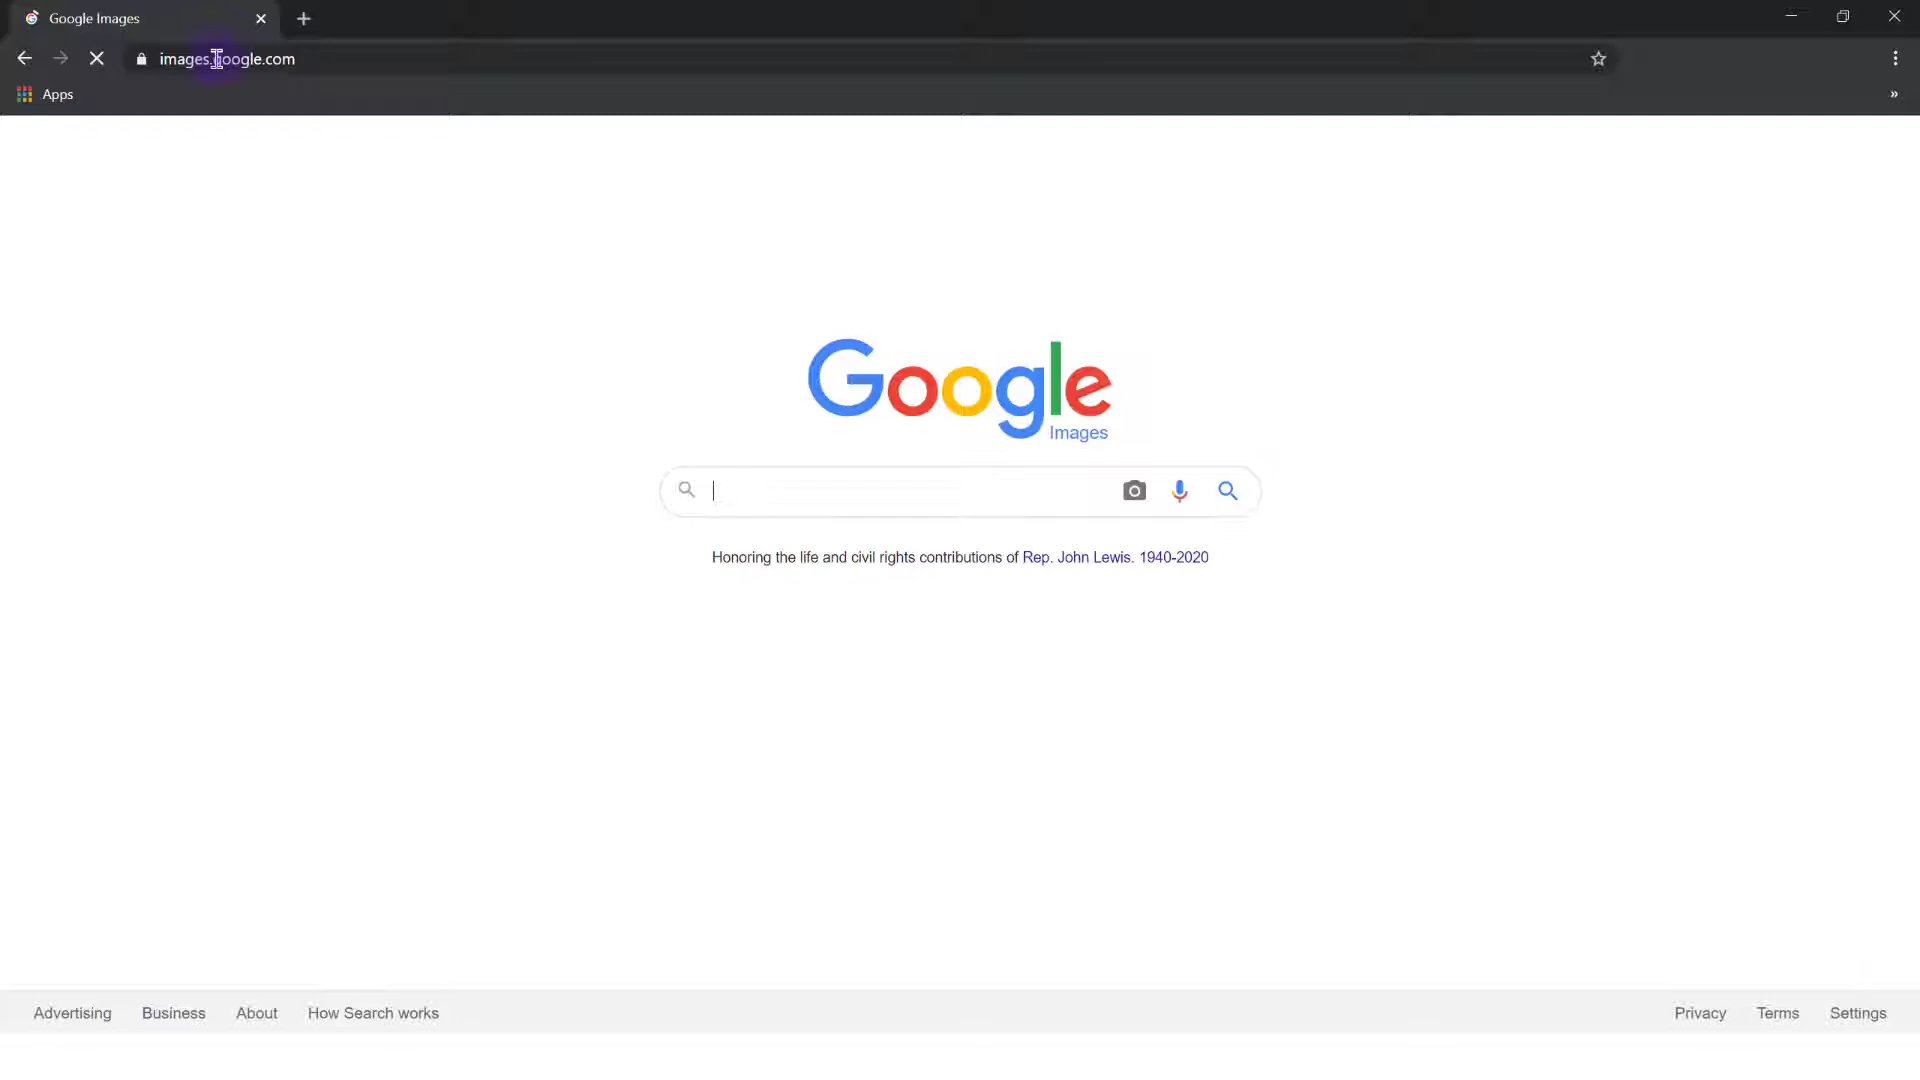 Google Images
images.google.com
Apps
Google
Images
Honoring the life and civil rights contributions of Rep. John Lewis. 1940-2020
Advertising Business About How Search works Privacy Terms Settings